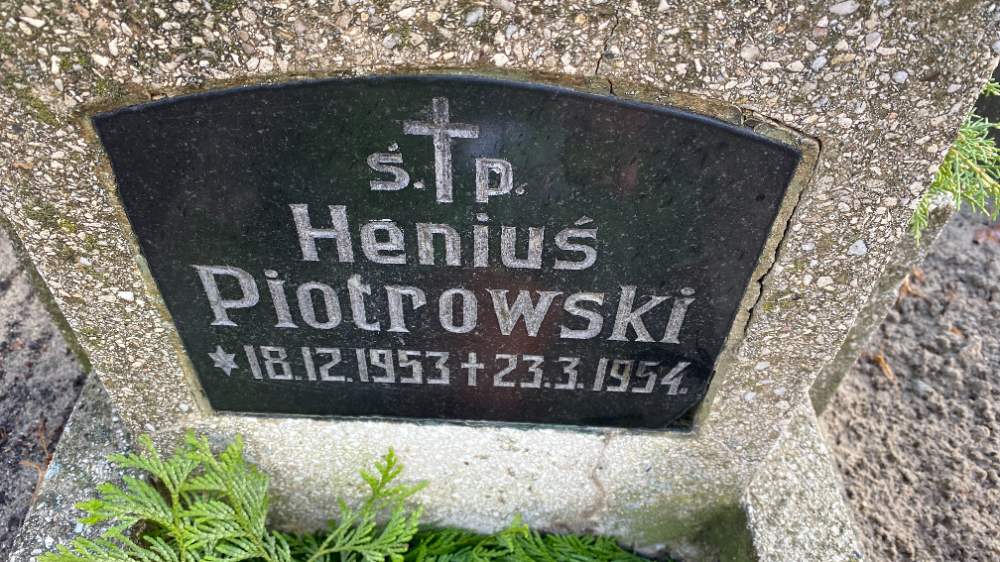 ś. † p.
Heniuś
Piotrowski
* 18.12.1953 † 23.3.1954.